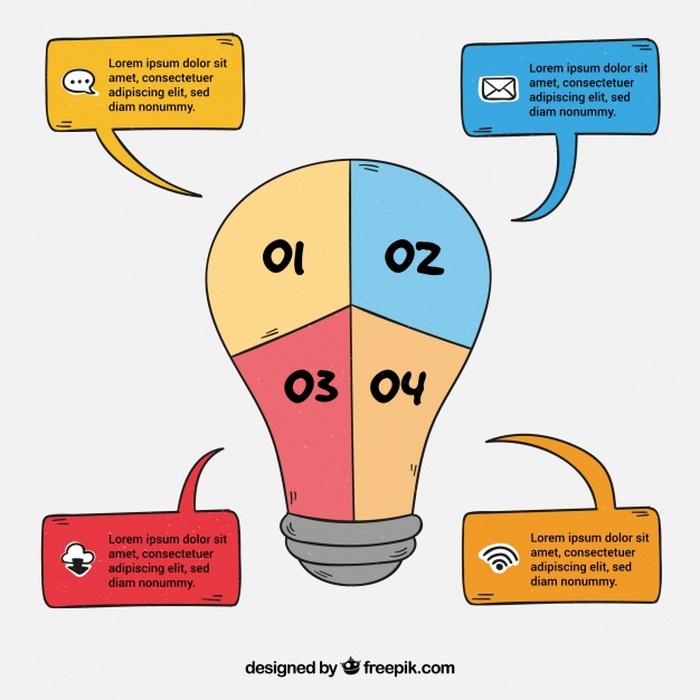 Lorem ipsum dolor sit
amet, consectetuer
adipiscing elit, sed
diam nonummy.
Lorem ipsum dolor sit
amet, consectetuer
adipiscing elit, sed
diam nonummy.
01
02
03
04
Lorem ipsum dolor sit
amet, consectetuer
adipiscing elit, sed
diam nonummy.
Lorem ipsum dolor sit
amet, consectetuer
adipiscing elit, sed
diam nonummy.
designed by freepik.com